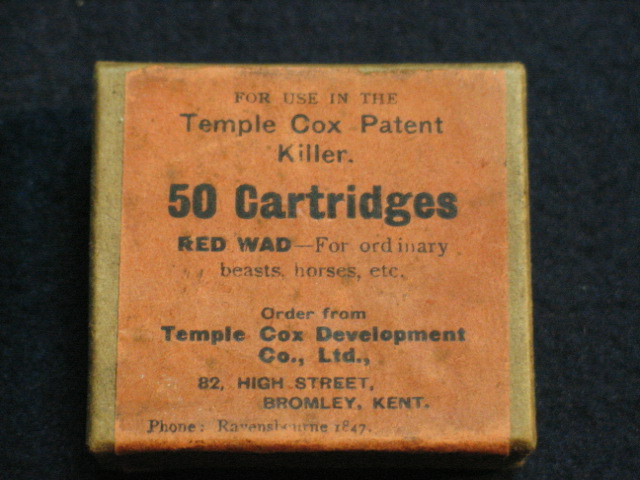 FOR USE IN THE
Temple Cox Patent
Killer.
50 Cartridges
RED WAD—For ordinary
beasts, horses, etc.
Order from
Temple Cox Development
Co., Ltd.,
82, HIGH STREET,
BROMLEY, KENT.
Phone: Ravensbourne 1847.